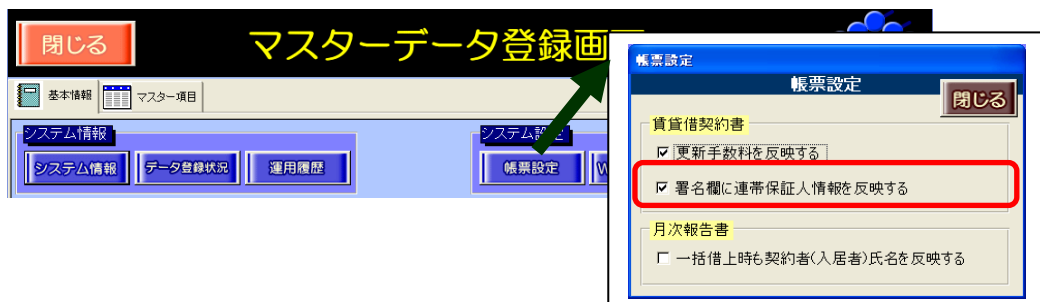 閉じる
マスターデータ登録画
基本情報
マスター項目
システム情報
システム情報
データ登録状況
運用履歴
システム設定
帳票設定
W
帳票設定
帳票設定
閉じる
賃貸借契約書
更新手数料を反映する
署名欄に連帯保証人情報を反映する
月次報告書
一括借上時も契約者(入居者)氏名を反映する